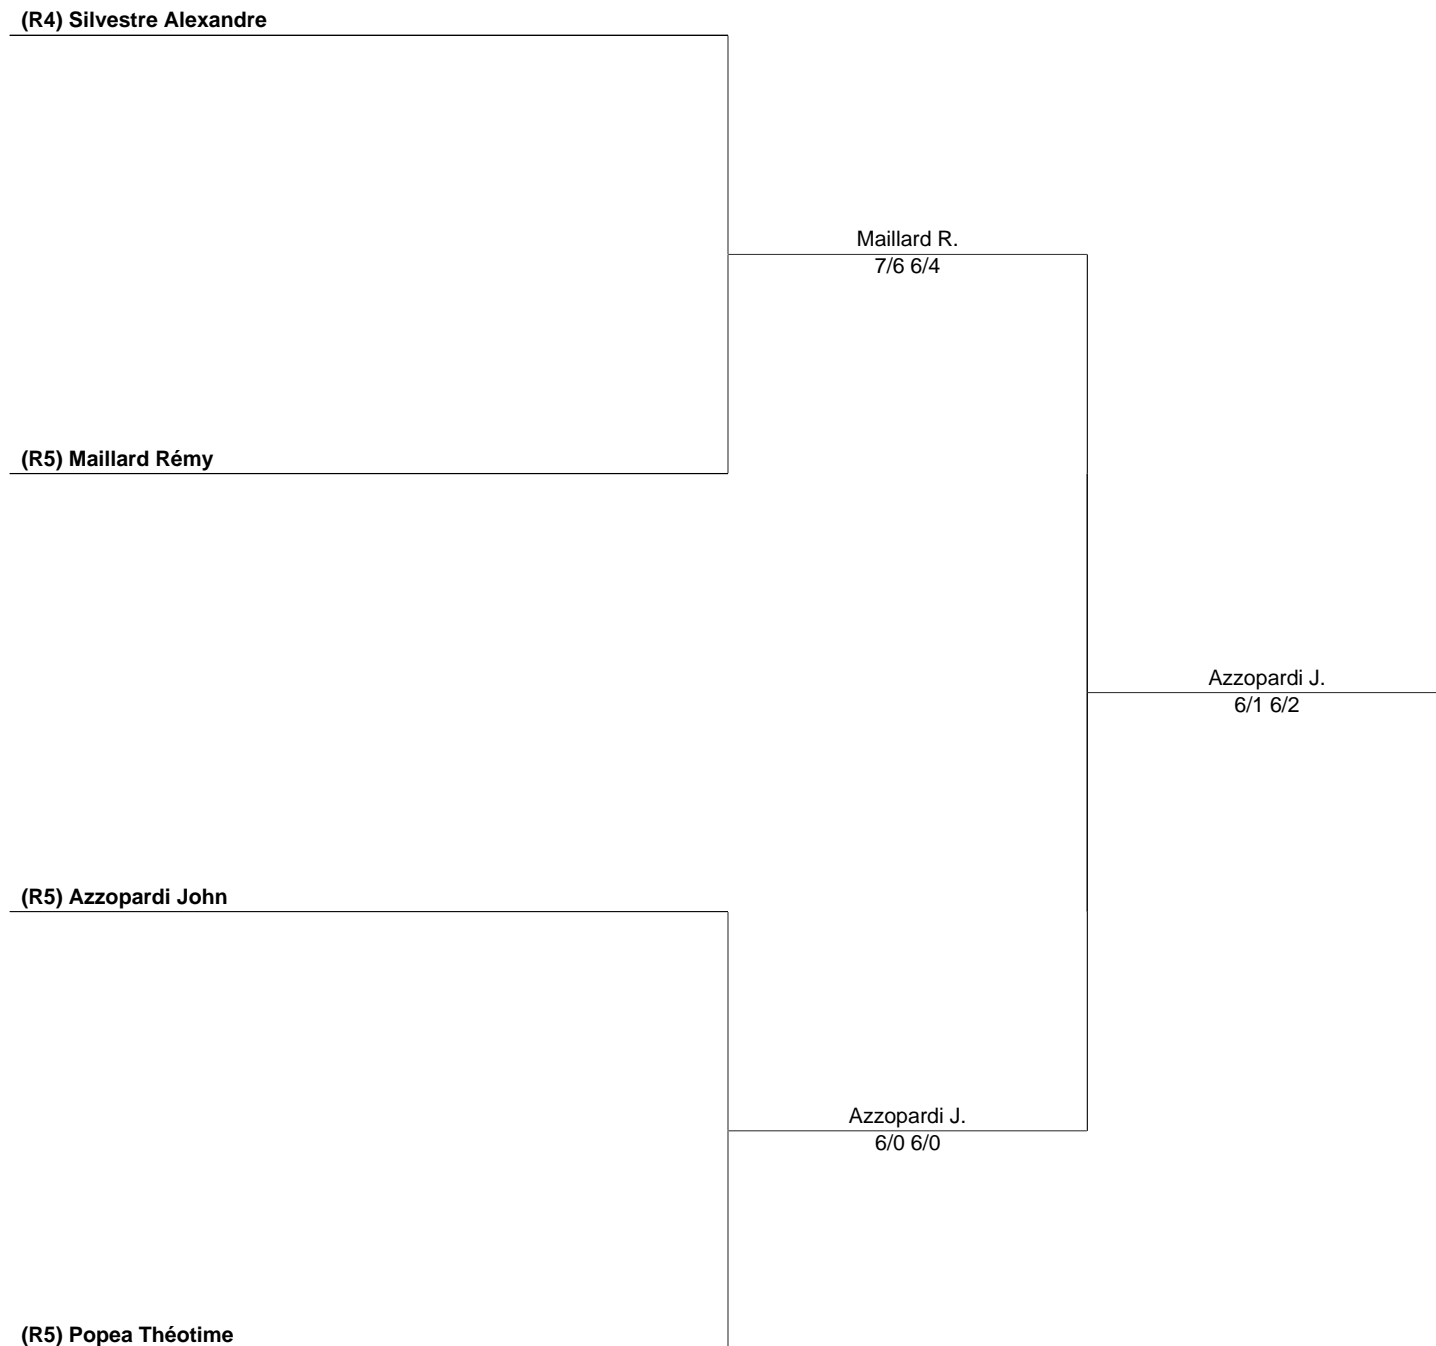 (R4) Silvestre Alexandre
Maillard R.
7/6 6/4
(R5) Maillard Rémy
Azzopardi J.
6/1 6/2
(R5) Azzopardi John
Azzopardi J.
6/0 6/0
(R5) Popea Théotime